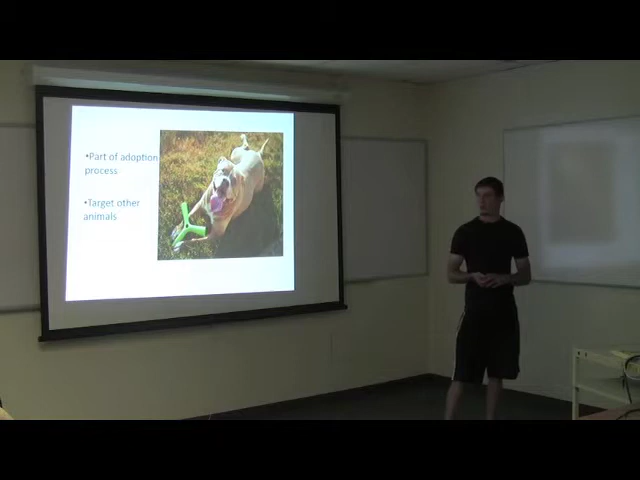 •Part of adoption
process
•Target other
animals